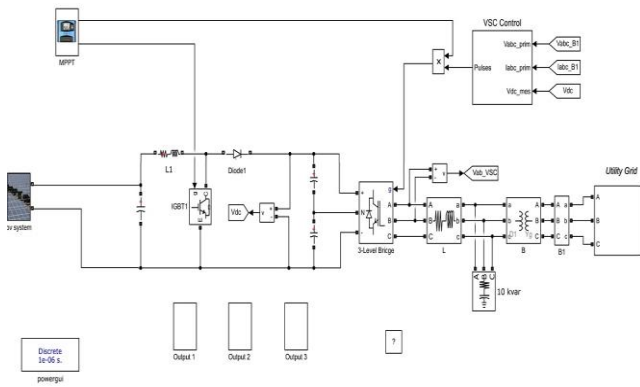 VSC Control
MPPT
x
Pulses
Vabc_prim
Iabc_prim
Vdc_mes
Vabc_B1
Iabc_B1
Vdc
L1
Diode1
g C
E
IGBT1
Vdc
v
+
-
+
N
-
g
A
B
C
3-Level Bridge
+
-
v
Vab_VSC
A
B
C
a
b
c
L
A
B
C
a
b
c
A
B
C
B
a
b
c
A
B
C
B1
A
B
C
Utility Grid
A B C
10 kvar
pv system
Output 1
Output 2
Output 3
?
Discrete
1e-06 s.
powergui